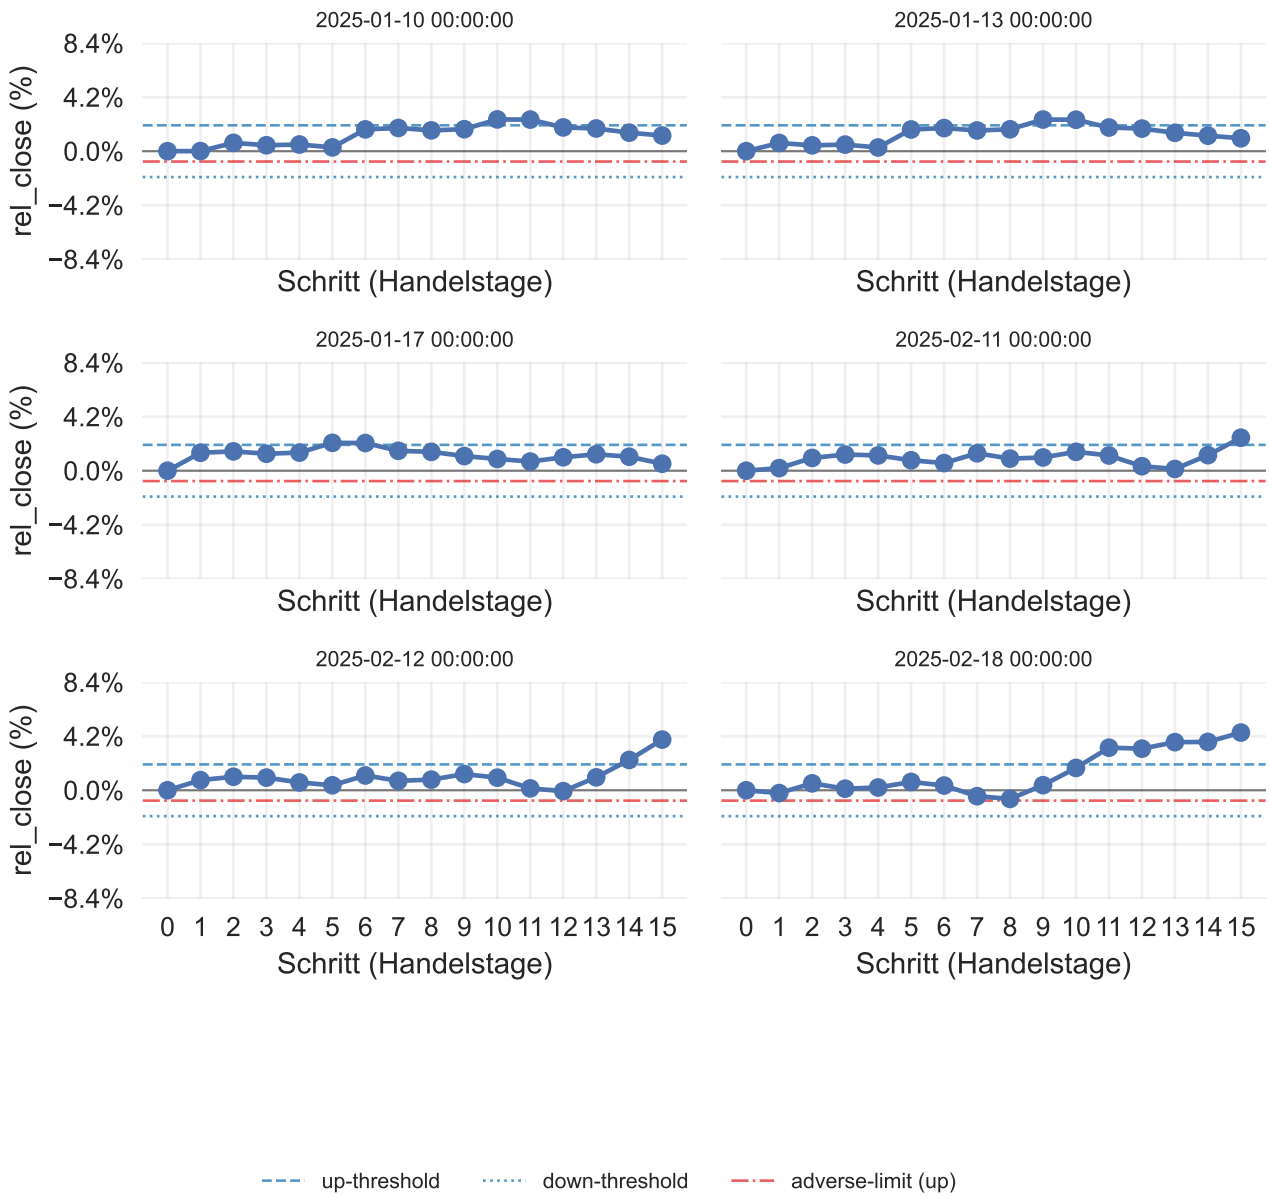 2025-01-10 00:00:00
2025-01-13 00:00:00
rel_close (%)
8.4%
4.2%
0.0%
−4.2%
−8.4%
Schritt (Handelstage)
Schritt (Handelstage)
2025-01-17 00:00:00
2025-02-11 00:00:00
rel_close (%)
8.4%
4.2%
0.0%
−4.2%
−8.4%
Schritt (Handelstage)
Schritt (Handelstage)
2025-02-12 00:00:00
2025-02-18 00:00:00
rel_close (%)
8.4%
4.2%
0.0%
−4.2%
−8.4%
0 1 2 3 4 5 6 7 8 9 10 11 12 13 14 15
0 1 2 3 4 5 6 7 8 9 10 11 12 13 14 15
Schritt (Handelstage)
Schritt (Handelstage)
up-threshold
down-threshold
adverse-limit (up)